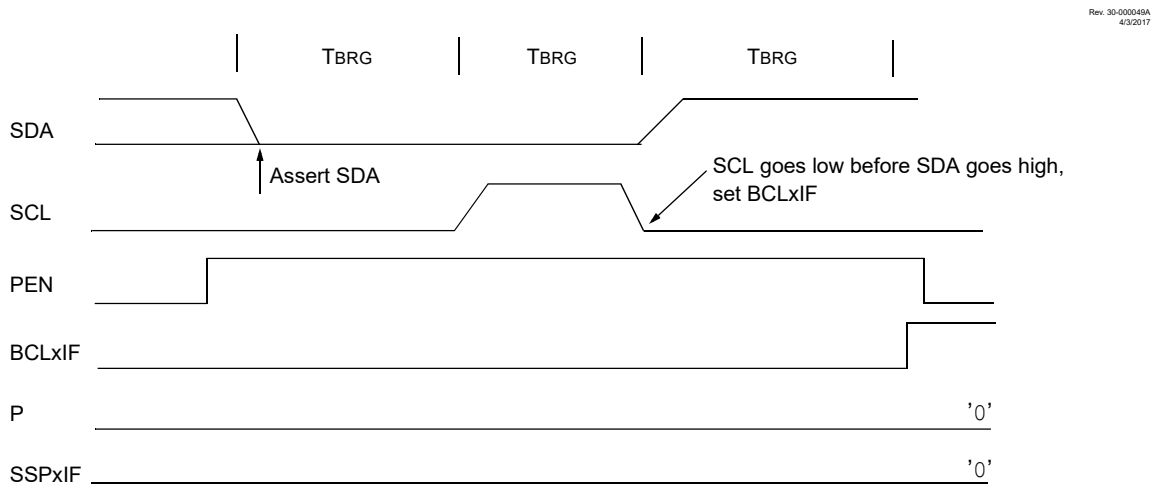 Rev. 30-000049A
4/3/2017
TBRG TBRG TBRG
SDA
Assert SDA
SCL goes low before SDA goes high,
set BCLxIF
SCL
PEN
BCLxIF
P '0'
SSPxIF '0'